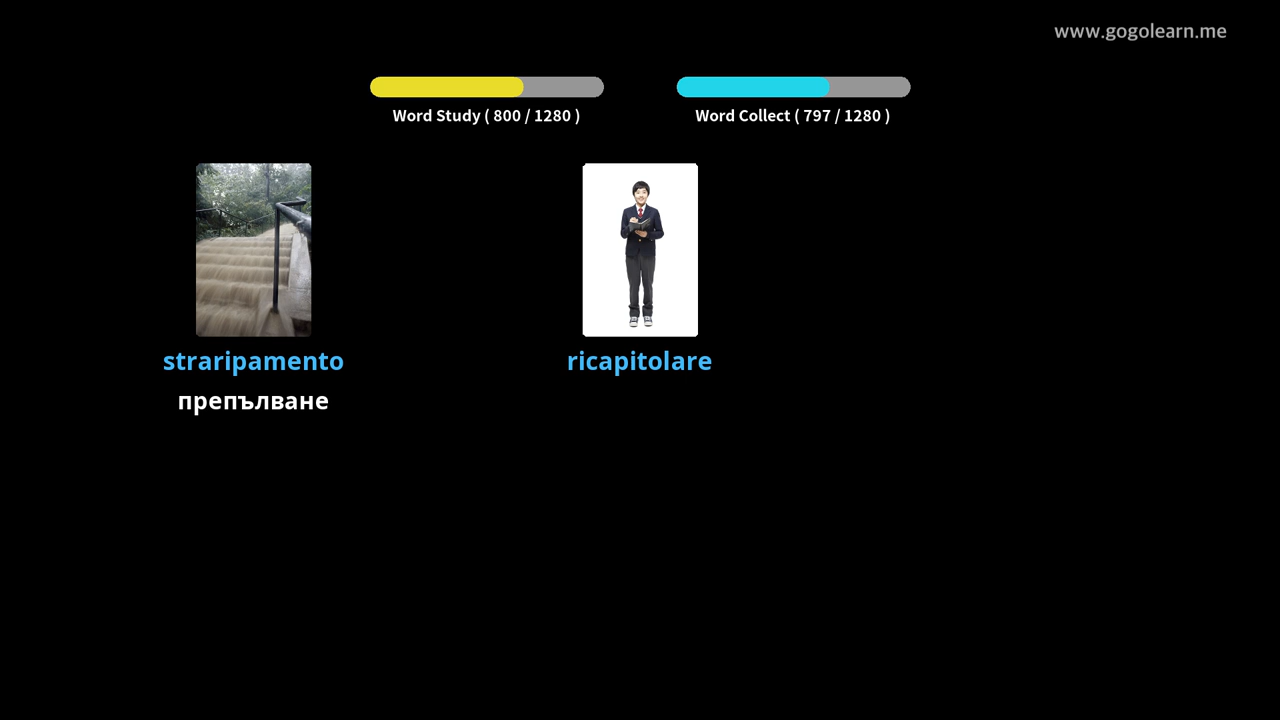 www.gogolearn.me
Word Study ( 800 / 1280 )
Word Collect ( 797 / 1280 )
straripamento
ricapitolare
препълване